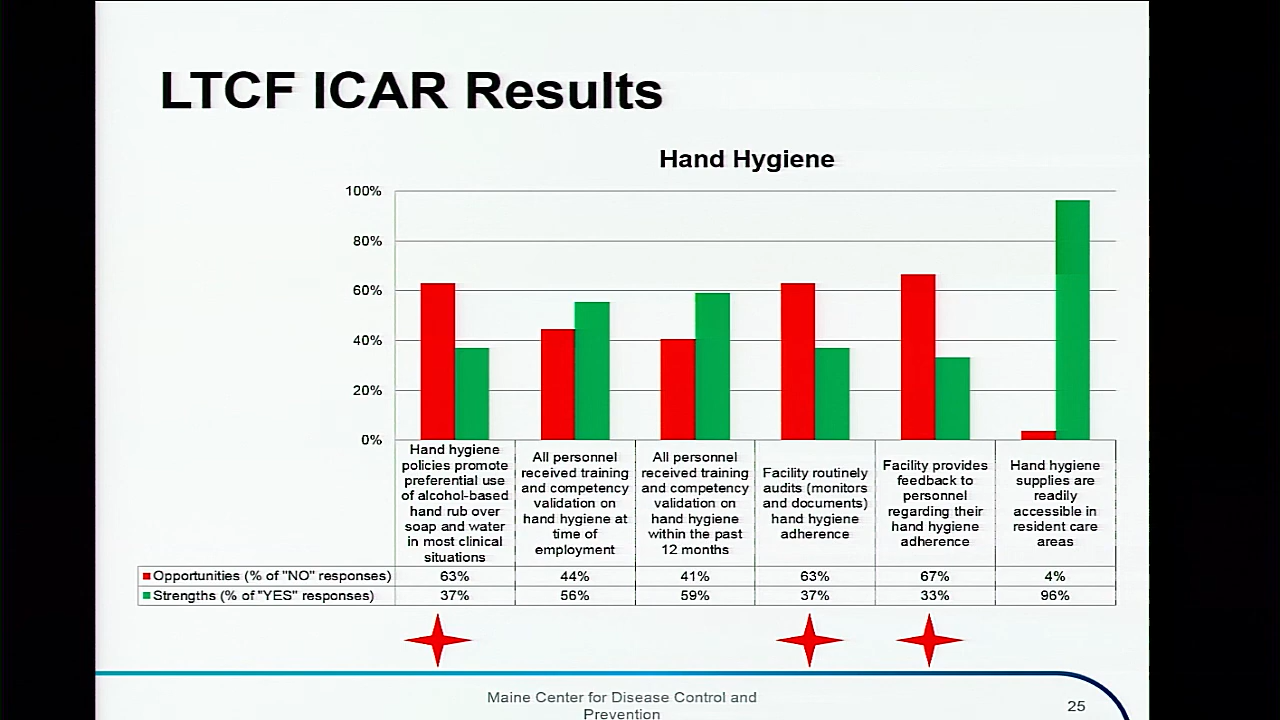 LTCF ICAR Results
Hand Hygiene
100%
80%
60%
40%
20%
0%
Hand hygiene
policies promote
preferential use
of alcohol-based
hand rub over
soap and water
in most clinical
situations
All personnel
received training
and competency
validation on
hand hygiene at
time of
employment
All personnel
received training
and competency
validation on
hand hygiene
within the past
12 months
Facility routinely
audits (monitors
and documents)
hand hygiene
adherence
Facility provides
feedback to
personnel
regarding their
hand hygiene
adherence
Hand hygiene
supplies are
readily
accessible in
resident care
areas
Opportunities (% of "NO" responses) 63% 44% 41% 63% 67% 4%
Strengths (% of "YES" responses) 37% 56% 59% 37% 33% 96%
Maine Center for Disease Control and
Prevention
25